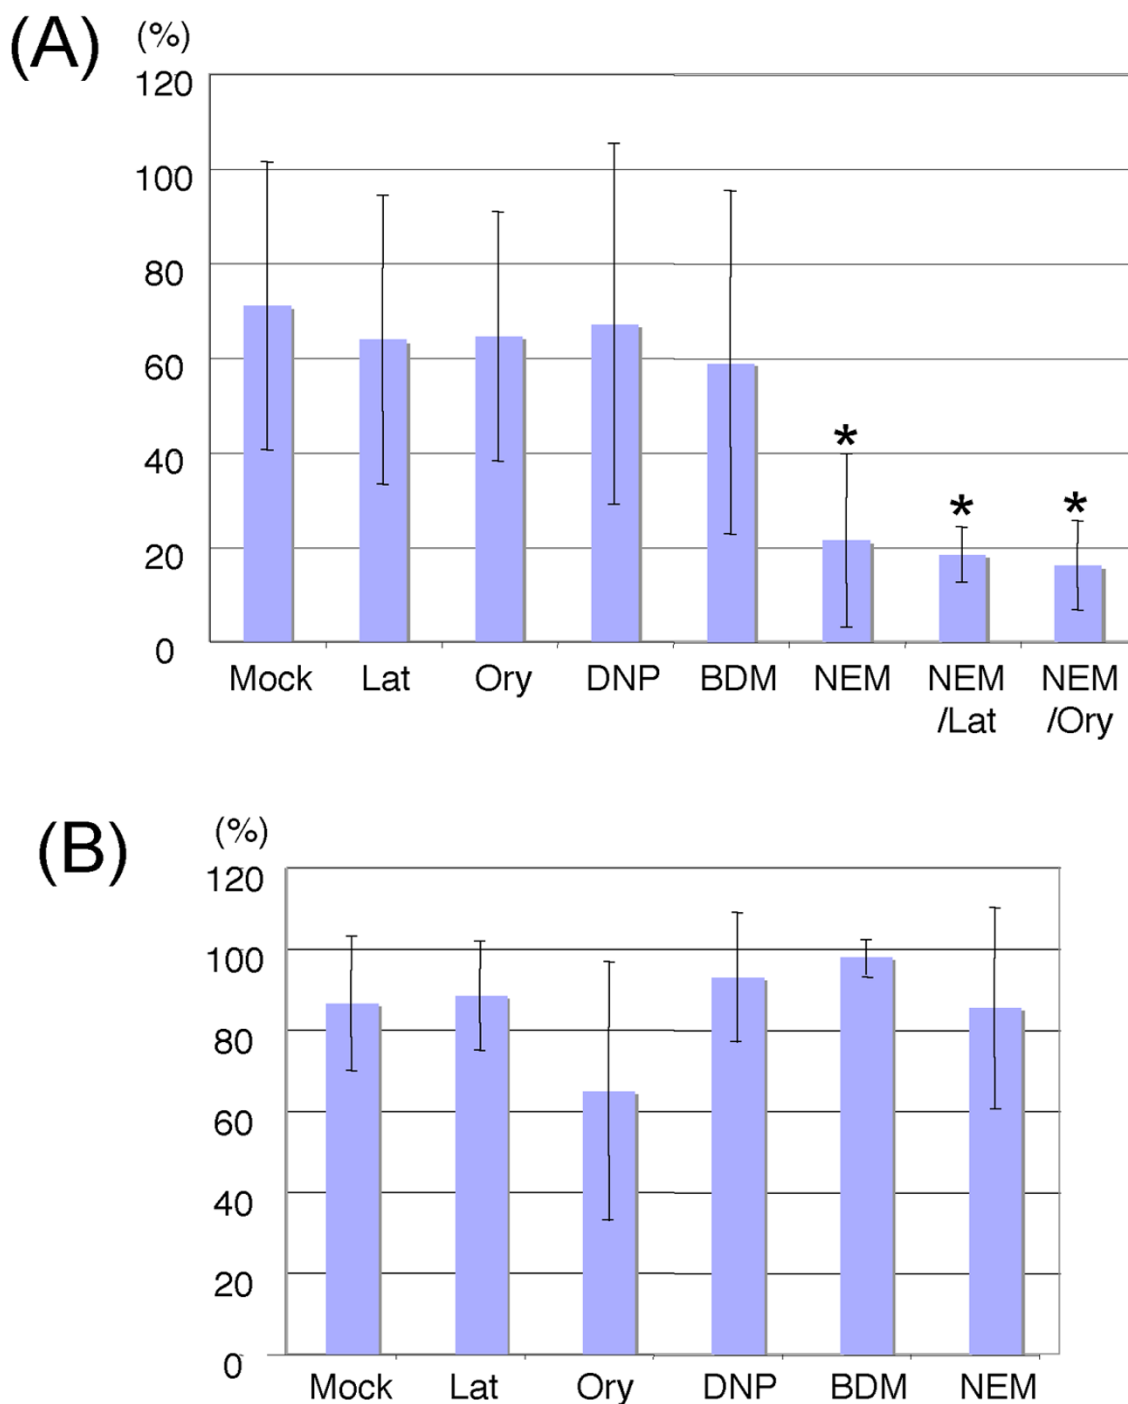 (A) (%)
120
100
80
60
40
20
0
* * *
Mock Lat Ory DNP BDM NEM NEM NEM
/Lat /Ory
(B) (%)
120
100
80
60
40
20
0
Mock Lat Ory DNP BDM NEM